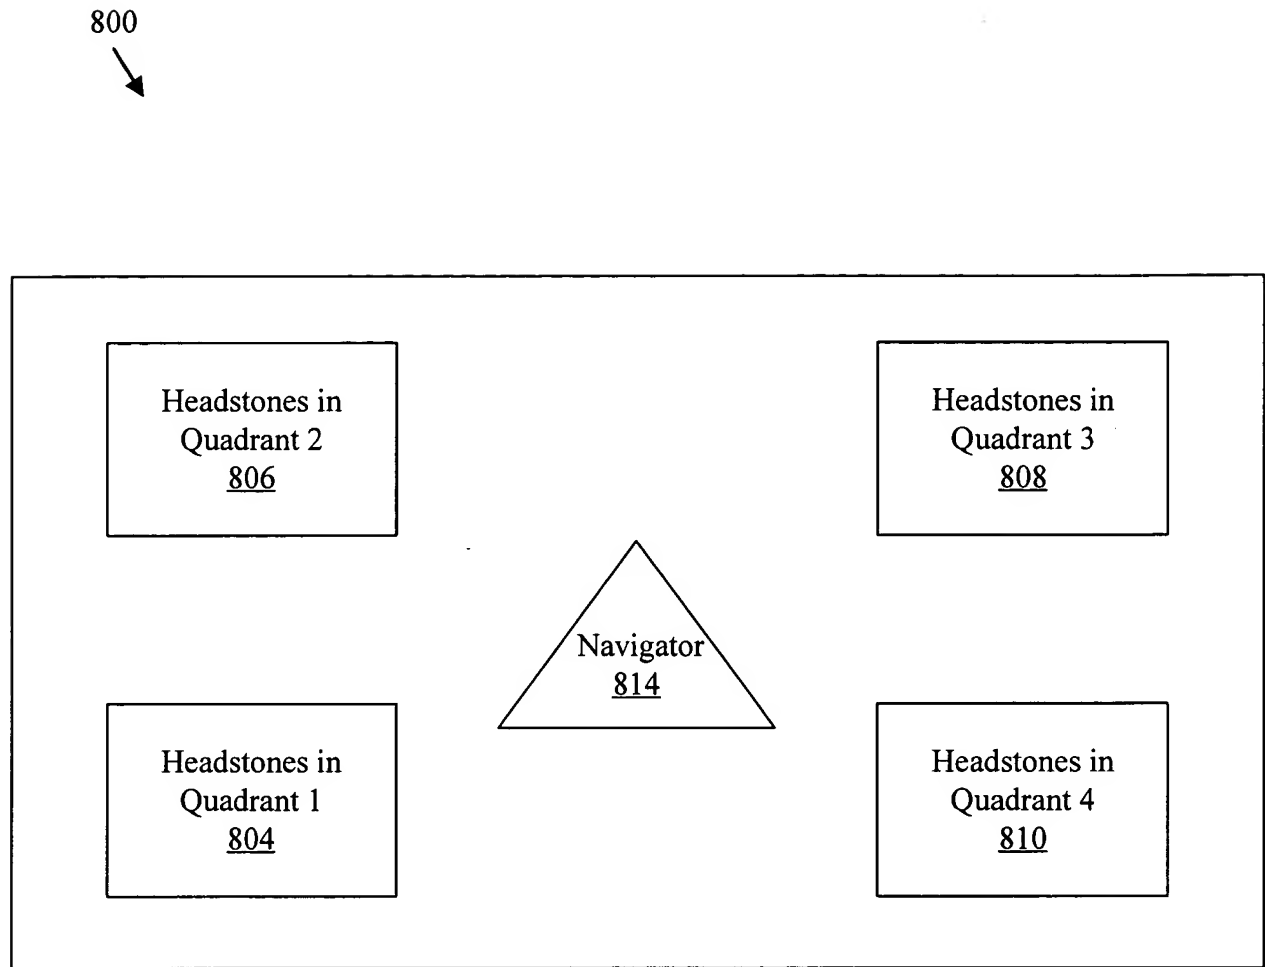 800
Headstones in
Quadrant 2
806
Headstones in
Quadrant 3
808
Navigator
814
Headstones in
Quadrant 1
804
Headstones in
Quadrant 4
810